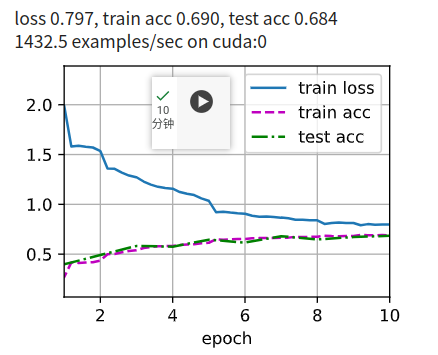 loss 0.797, train acc 0.690, test acc 0.684
1432.5 examples/sec on cuda:0
2.0
1.5
1.0
0.5
10
分钟
train loss
train acc
test acc
2
4
6
8
10
epoch